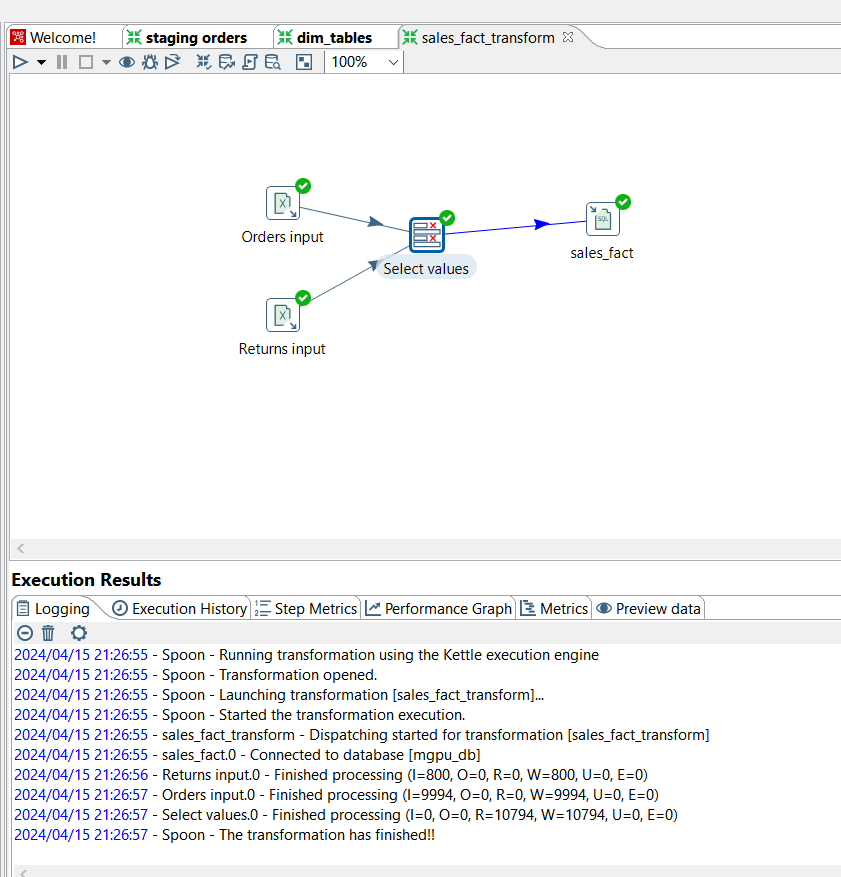 Welcome! staging orders dim_tables sales_fact_transform
100%
Orders input
Select values
SQL
sales_fact
Returns input
Execution Results
Logging Execution History Step Metrics Performance Graph Metrics Preview data
2024/04/15 21:26:55 - Spoon - Running transformation using the Kettle execution engine
2024/04/15 21:26:55 - Spoon - Transformation opened.
2024/04/15 21:26:55 - Spoon - Launching transformation [sales_fact_transform]...
2024/04/15 21:26:55 - Spoon - Started the transformation execution.
2024/04/15 21:26:55 - sales_fact_transform - Dispatching started for transformation [sales_fact_transform]
2024/04/15 21:26:55 - sales_fact.0 - Connected to database [mgpu_db]
2024/04/15 21:26:56 - Returns input.0 - Finished processing (I=800, O=0, R=0, W=800, U=0, E=0)
2024/04/15 21:26:57 - Orders input.0 - Finished processing (I=9994, O=0, R=0, W=9994, U=0, E=0)
2024/04/15 21:26:57 - Select values.0 - Finished processing (I=0, O=0, R=10794, W=10794, U=0, E=0)
2024/04/15 21:26:57 - Spoon - The transformation has finished!!